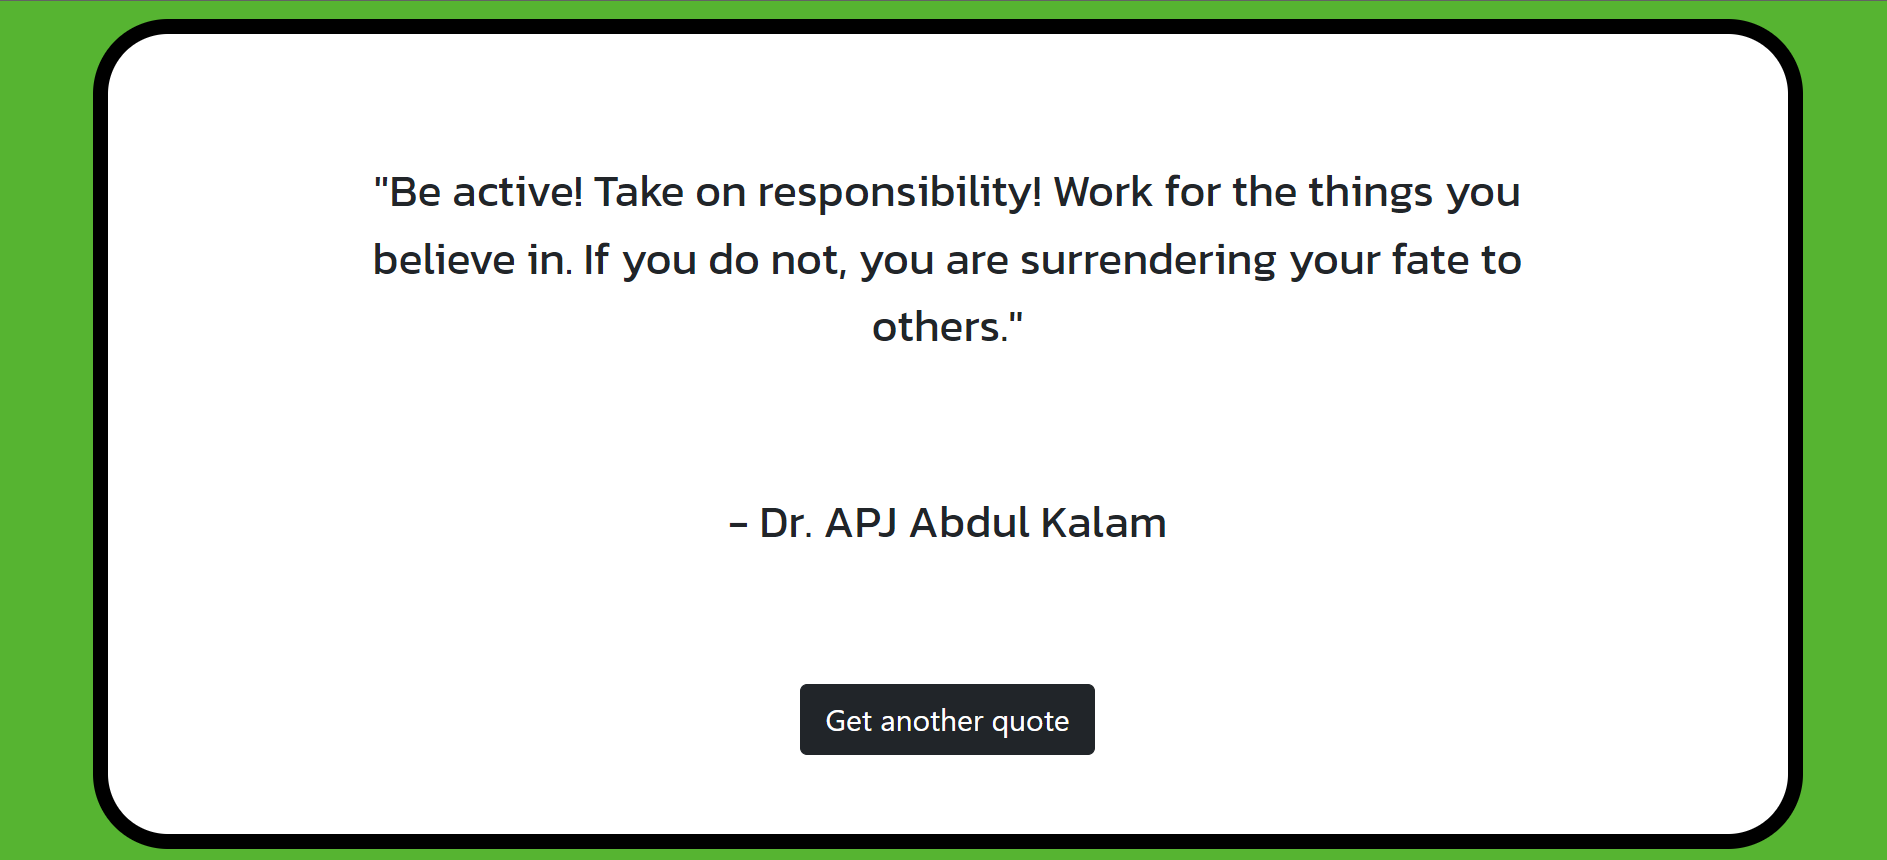 "Be active! Take on responsibility! Work for the things you
believe in. If you do not, you are surrendering your fate to
others."
- Dr. APJ Abdul Kalam
Get another quote